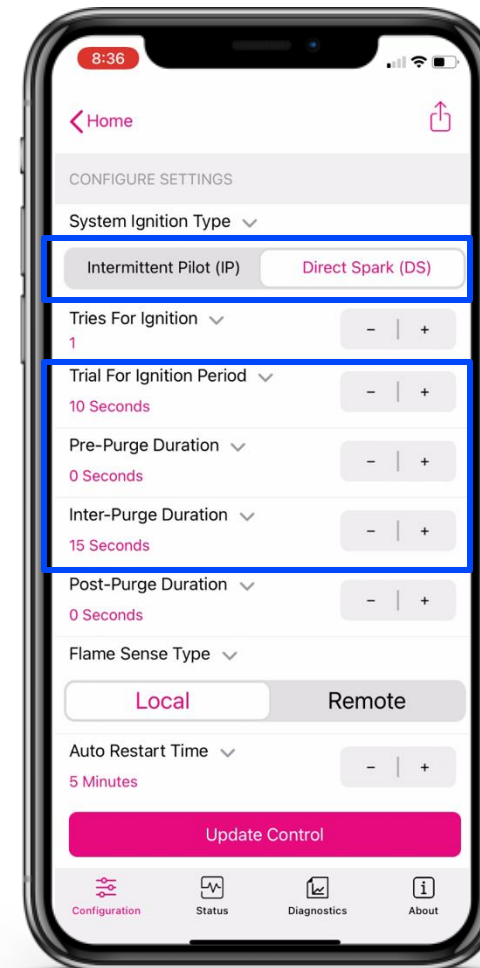 8:36
Home
CONFIGURE SETTINGS
System Ignition Type
Intermittent Pilot (IP) Direct Spark (DS)
Tries For Ignition
1
- | +
Trial For Ignition Period
10 Seconds
- | +
Pre-Purge Duration
0 Seconds
- | +
Inter-Purge Duration
15 Seconds
- | +
Post-Purge Duration
0 Seconds
- | +
Flame Sense Type
Local Remote
Auto Restart Time
5 Minutes
- | +
Update Control
Configuration Status Diagnostics About